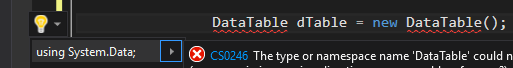 DataTable dTable = new DataTable();
using System.Data;
CS0246 The type or namespace name 'DataTable' could n